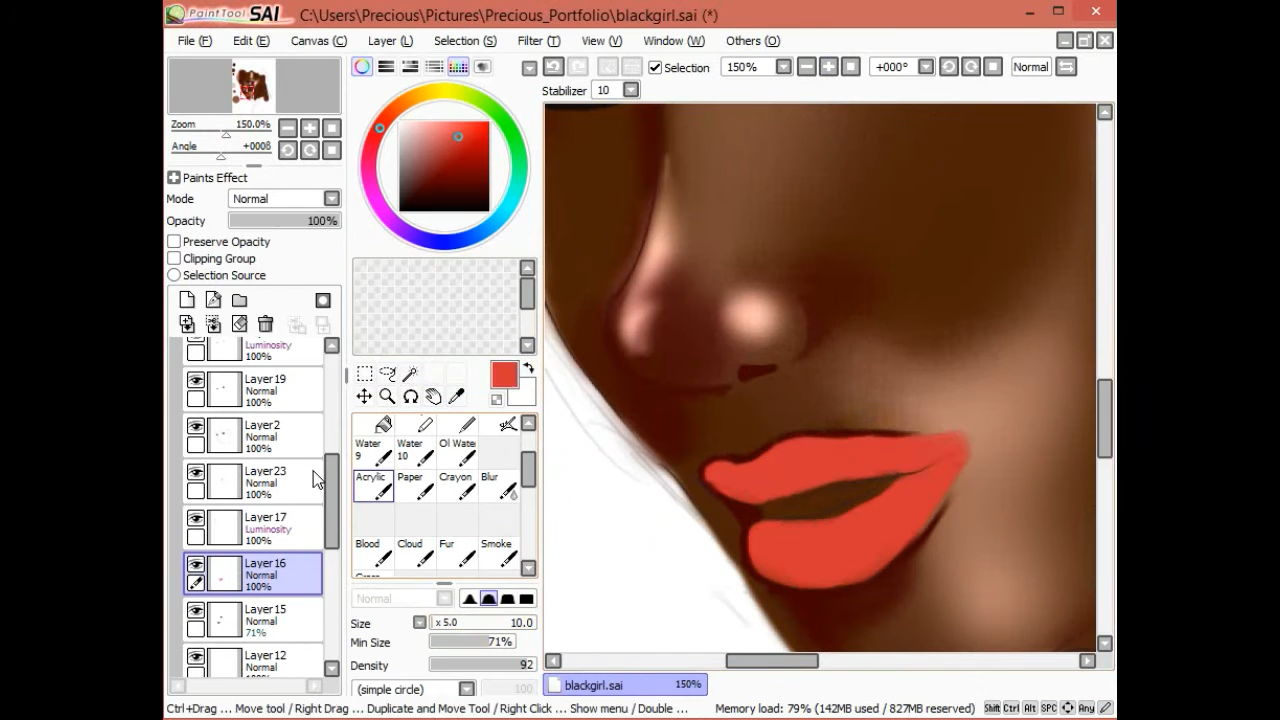 PaintTool SAI C:\Users\Precious\Pictures\Precious_Portfolio\blackgirl.sai (*)
File (F) Edit (E) Canvas (C) Layer (L) Selection (S) Filter (T) View (V) Window (W) Others (O)
Selection 150% +000° Normal
Stabilizer 10
Zoom 150.0%
Angle +000ß
Paints Effect
Mode Normal
Opacity 100%
Preserve Opacity
Clipping Group
Selection Source
Luminosity
100%
Layer19
Normal
100%
Layer2
Normal
100%
Layer23
Normal
100%
Layer17
Luminosity
100%
Layer16
Normal
100%
Layer15
Normal
71%
Layer12
Normal
Water 9
Water 10
Ol Wate
Acrylic
Paper
Crayon
Blur
Blood
Cloud
Fur
Smoke
Normal
Size x 5.0 10.0
Min Size 71%
Density 92
(simple circle) 100
blackgirl.sai 150%
Ctrl+Drag ... Move tool / Right Drag ... Duplicate and Move Tool / Right Click ... Show menu / Double ...
Memory load: 79% (142MB used / 827MB reserved)
Shift Ctrl Alt SPC Any